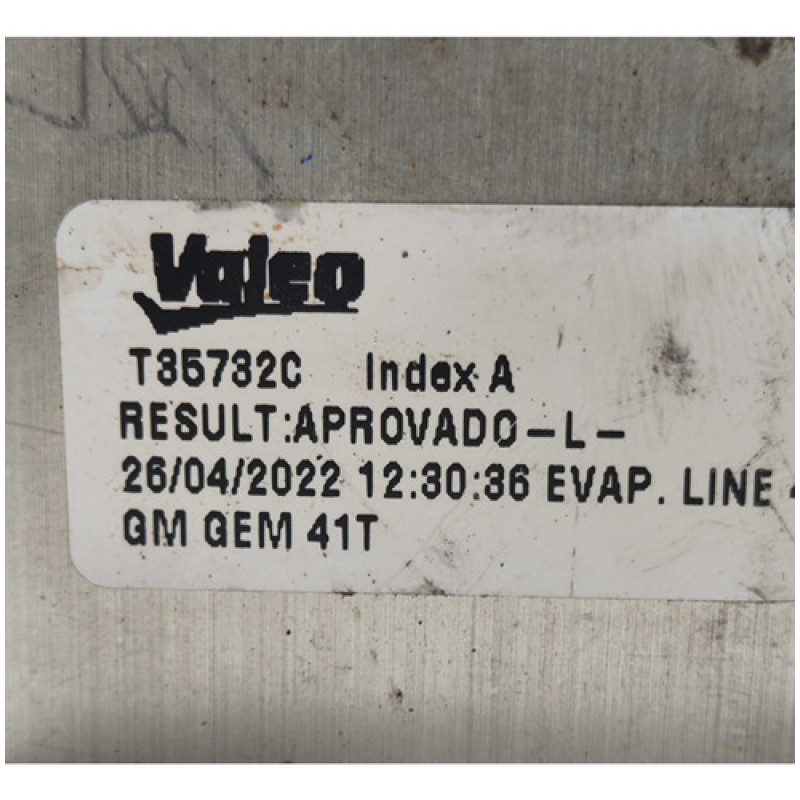 Valeo
T35732C Index A
RESULT:APROVADO-L-
26/04/2022 12:30:36 EVAP. LINE
GM GEM 41T